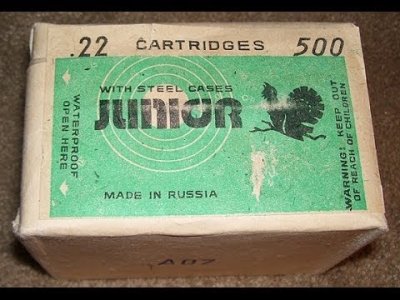 .22 CARTRIDGES 500
WITH STEEL CASES
JUNIOR
WATERPROOF
OPEN HERE
MADE IN RUSSIA
WARNING! KEEP OUT
OF REACH OF CHILDREN
A07